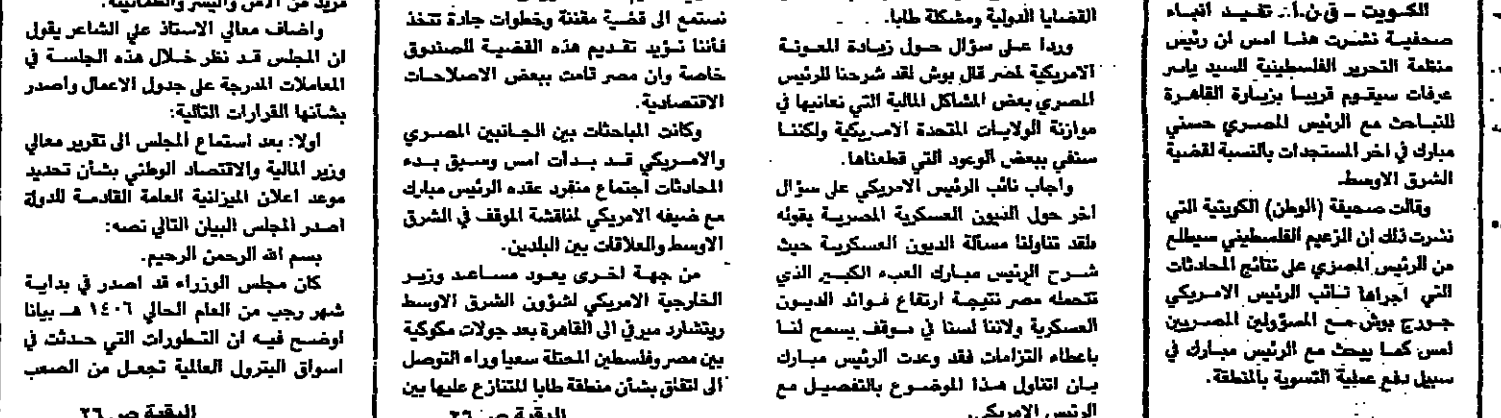 الكويت - ق.ن.أ: تفيد انباء
صحفية نشرت هنا امس ان رئيس
منظمة التحرير الفلسطينية السيد ياسر
عرفات سيقوم قريبا بزيارة القاهرة
للتباحث مع الرئيس المصري حسني
مبارك في اخر المستجدات بالنسبة لقضية
الشرق الاوسط.
وقالت صحيفة (الوطن) الكويتية التي
نشرت ذلك ان الزعيم الفلسطيني سيطلع
من الرئيس المصري على نتائج المحادثات
التي اجراها نائب الرئيس الامريكي
جورج بوش مع المسؤولين المصريين
امس كما يبحث مع الرئيس مبارك في
سبيل دفع عملية التسوية بالمنطقة.
القضايا الدولية ومشكلة طابا.
وردا على سؤال حول زيادة المعونة
الامريكية لمصر قال بوش لقد شرحنا للرئيس
المصري بعض المشاكل المالية التي نعانيها في
موازنة الولايات المتحدة الامريكية ولكننا
سنفي ببعض الوعود التي قطعناها.
وأجاب نائب الرئيس الامريكي على سؤال
اخر حول الديون العسكرية المصرية بقوله
لقد تناولنا مسألة الديون العسكرية حيث
شرح الرئيس مبارك العبء الكبير الذي
تتحمله مصر نتيجة ارتفاع فوائد الديون
العسكرية ولاننا لسنا في موقف يسمح لنا
باعطاء التزامات فقد وعدت الرئيس مبارك
بان اتناول هذا الموضوع بالتفصيل مع
الرئيس الامريكي.
نستمع الى قضية مقننة وخطوات جادة تتخذ
فأننا نؤيد تقديم هذه القضية للصندوق
خاصة وان مصر قامت ببعض الاصلاحات
الاقتصادية.
وكانت المباحثات بين الجانبين المصري
والامريكي قد بدأت امس وسبق بدء
المحادثات اجتماع منفرد عقده الرئيس مبارك
مع ضيفه الامريكي لمناقشة الموقف في الشرق
الاوسط والعلاقات بين البلدين.
من جهة اخرى يعود مساعد وزير
الخارجية الامريكي لشؤون الشرق الاوسط
ريتشارد ميرفي الى القاهرة بعد جولات مكوكية
بين مصر وفلسطين المحتلة سعيا وراء التوصل
الى اتفاق بشأن منطقة طابا المتنازع عليها بين
البقية ص ٢٦
مزيد من الامن واليسر والطمأنينة.
واضاف معالي الاستاذ علي الشاعر يقول
ان المجلس قد نظر خلال هذه الجلسة في
المعاملات المدرجة على جدول الاعمال وأصدر
بشأنها القرارات التالية:
اولا: بعد استماع المجلس الى تقرير معالي
وزير المالية والاقتصاد الوطني بشأن تحديد
موعد اعلان الميزانية العامة القادمة للدولة
اصدر المجلس البيان التالي نصه:
بسم الله الرحمن الرحيم.
كان مجلس الوزراء قد اصدر في بداية
شهر رجب من العام الحالي ١٤٠٦ هـ بيانا
اوضح فيه ان التطورات التي حدثت في
اسواق البترول العالمية تجعل من الصعب
البقية ص ٢٦